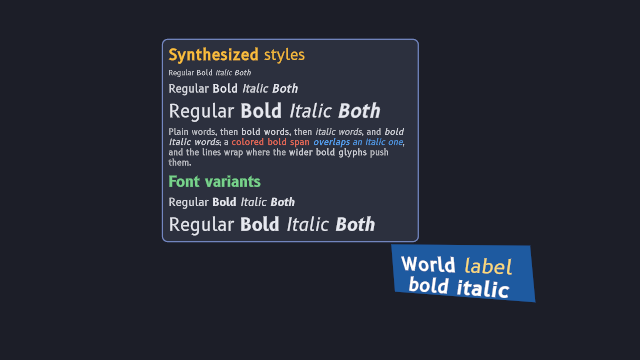 Synthesized styles
Regular Bold Italic Both
Regular Bold Italic Both
Regular Bold Italic Both
Plain words, then bold words, then italic words, and bold
italic words; a colored bold span overlaps an italic one,
and the lines wrap where the wider bold glyphs push
them.
Font variants
Regular Bold Italic Both
Regular Bold Italic Both
World label
bold italic